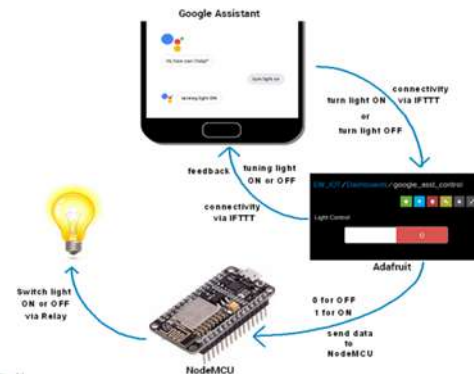 Google Assistant
Hi, how can I help?
turn light on
turning light ON
connectivity
via IFTTT
turn light ON
or
turn light OFF
feedback
tuning light
ON or OFF
connectivity
via IFTTT
/Dashboards/google_asst_control
Light Control
0
Adafruit
Switch light
ON or OFF
via Relay
0 for OFF
1 for ON
send data
to
NodeMCU
NodeMCU